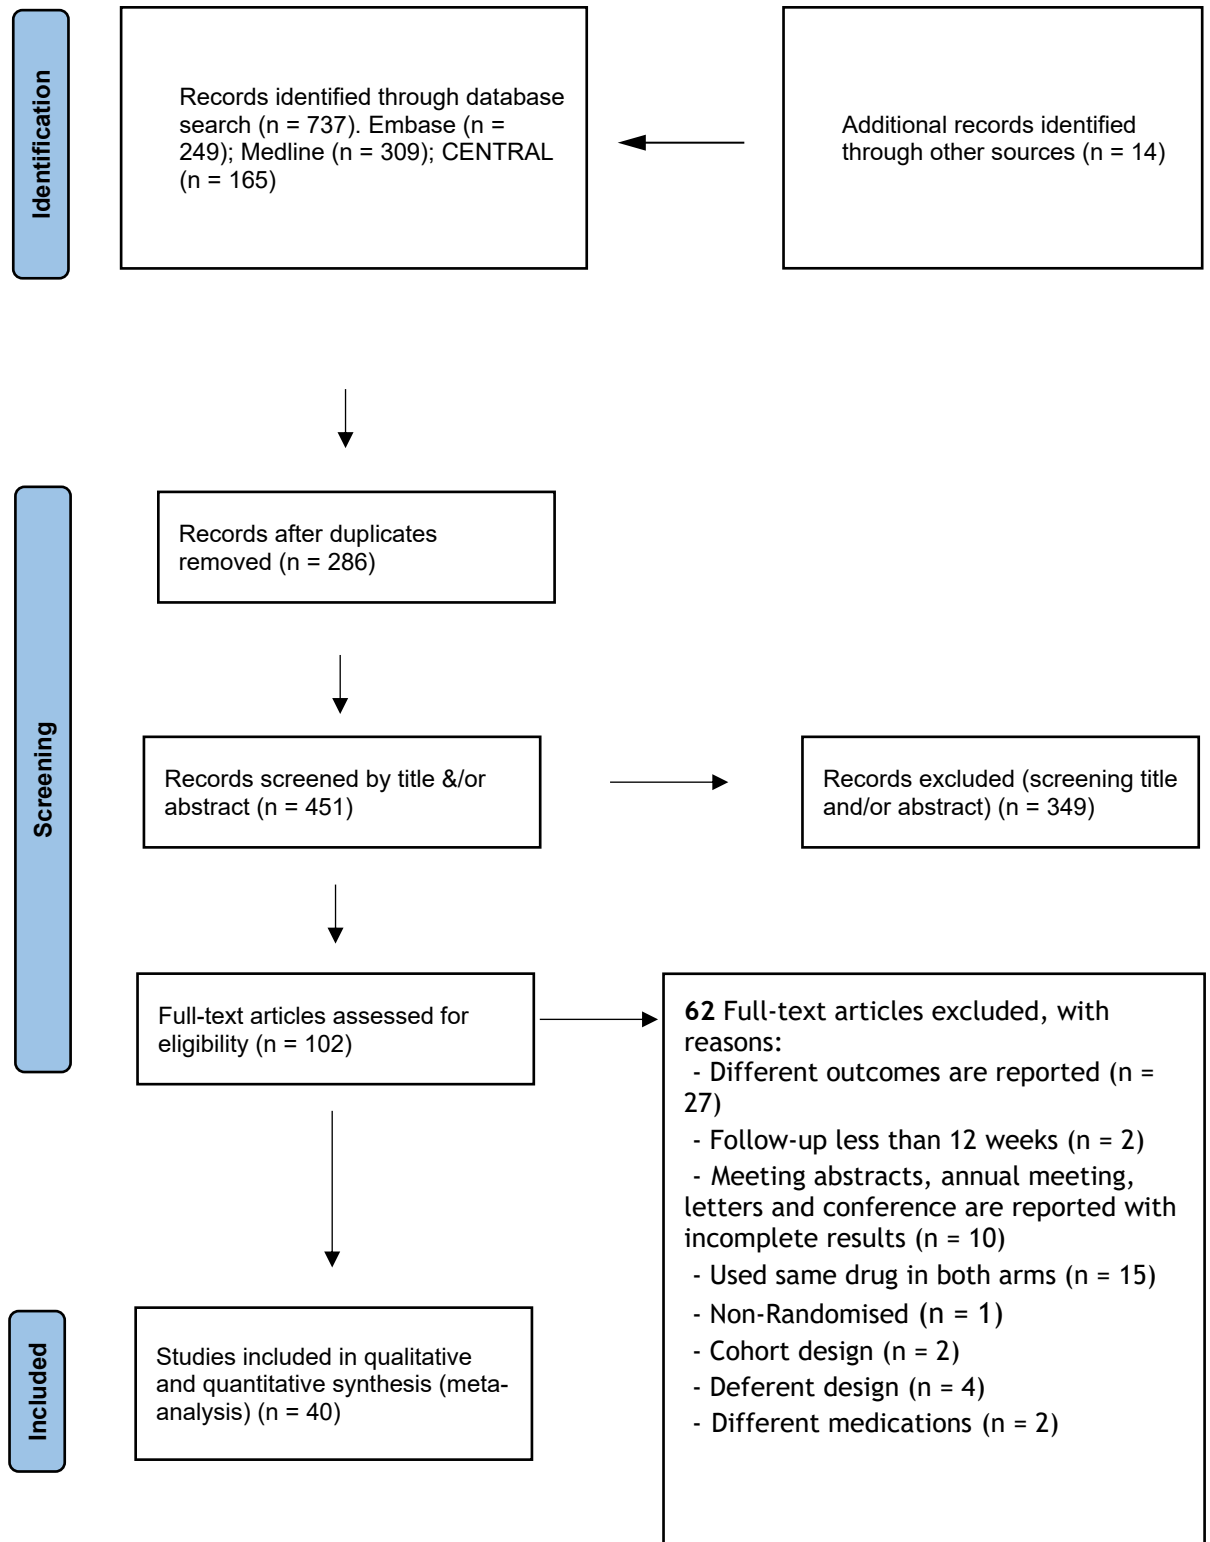 Identification
Records identified through database
search (n = 737). Embase (n =
249); Medline (n = 309); CENTRAL
(n = 165)
Additional records identified
through other sources (n = 14)
Screening
Records after duplicates
removed (n = 286)
Records screened by title &/or
abstract (n = 451)
Records excluded (screening title
and/or abstract) (n = 349)
Full-text articles assessed for
eligibility (n = 102)
62 Full-text articles excluded, with
reasons:
- Different outcomes are reported (n =
27)
- Follow-up less than 12 weeks (n = 2)
- Meeting abstracts, annual meeting,
letters and conference are reported with
incomplete results (n = 10)
- Used same drug in both arms (n = 15)
- Non-Randomised (n = 1)
- Cohort design (n = 2)
- Deferent design (n = 4)
- Different medications (n = 2)
Included
Studies included in qualitative
and quantitative synthesis (meta-
analysis) (n = 40)